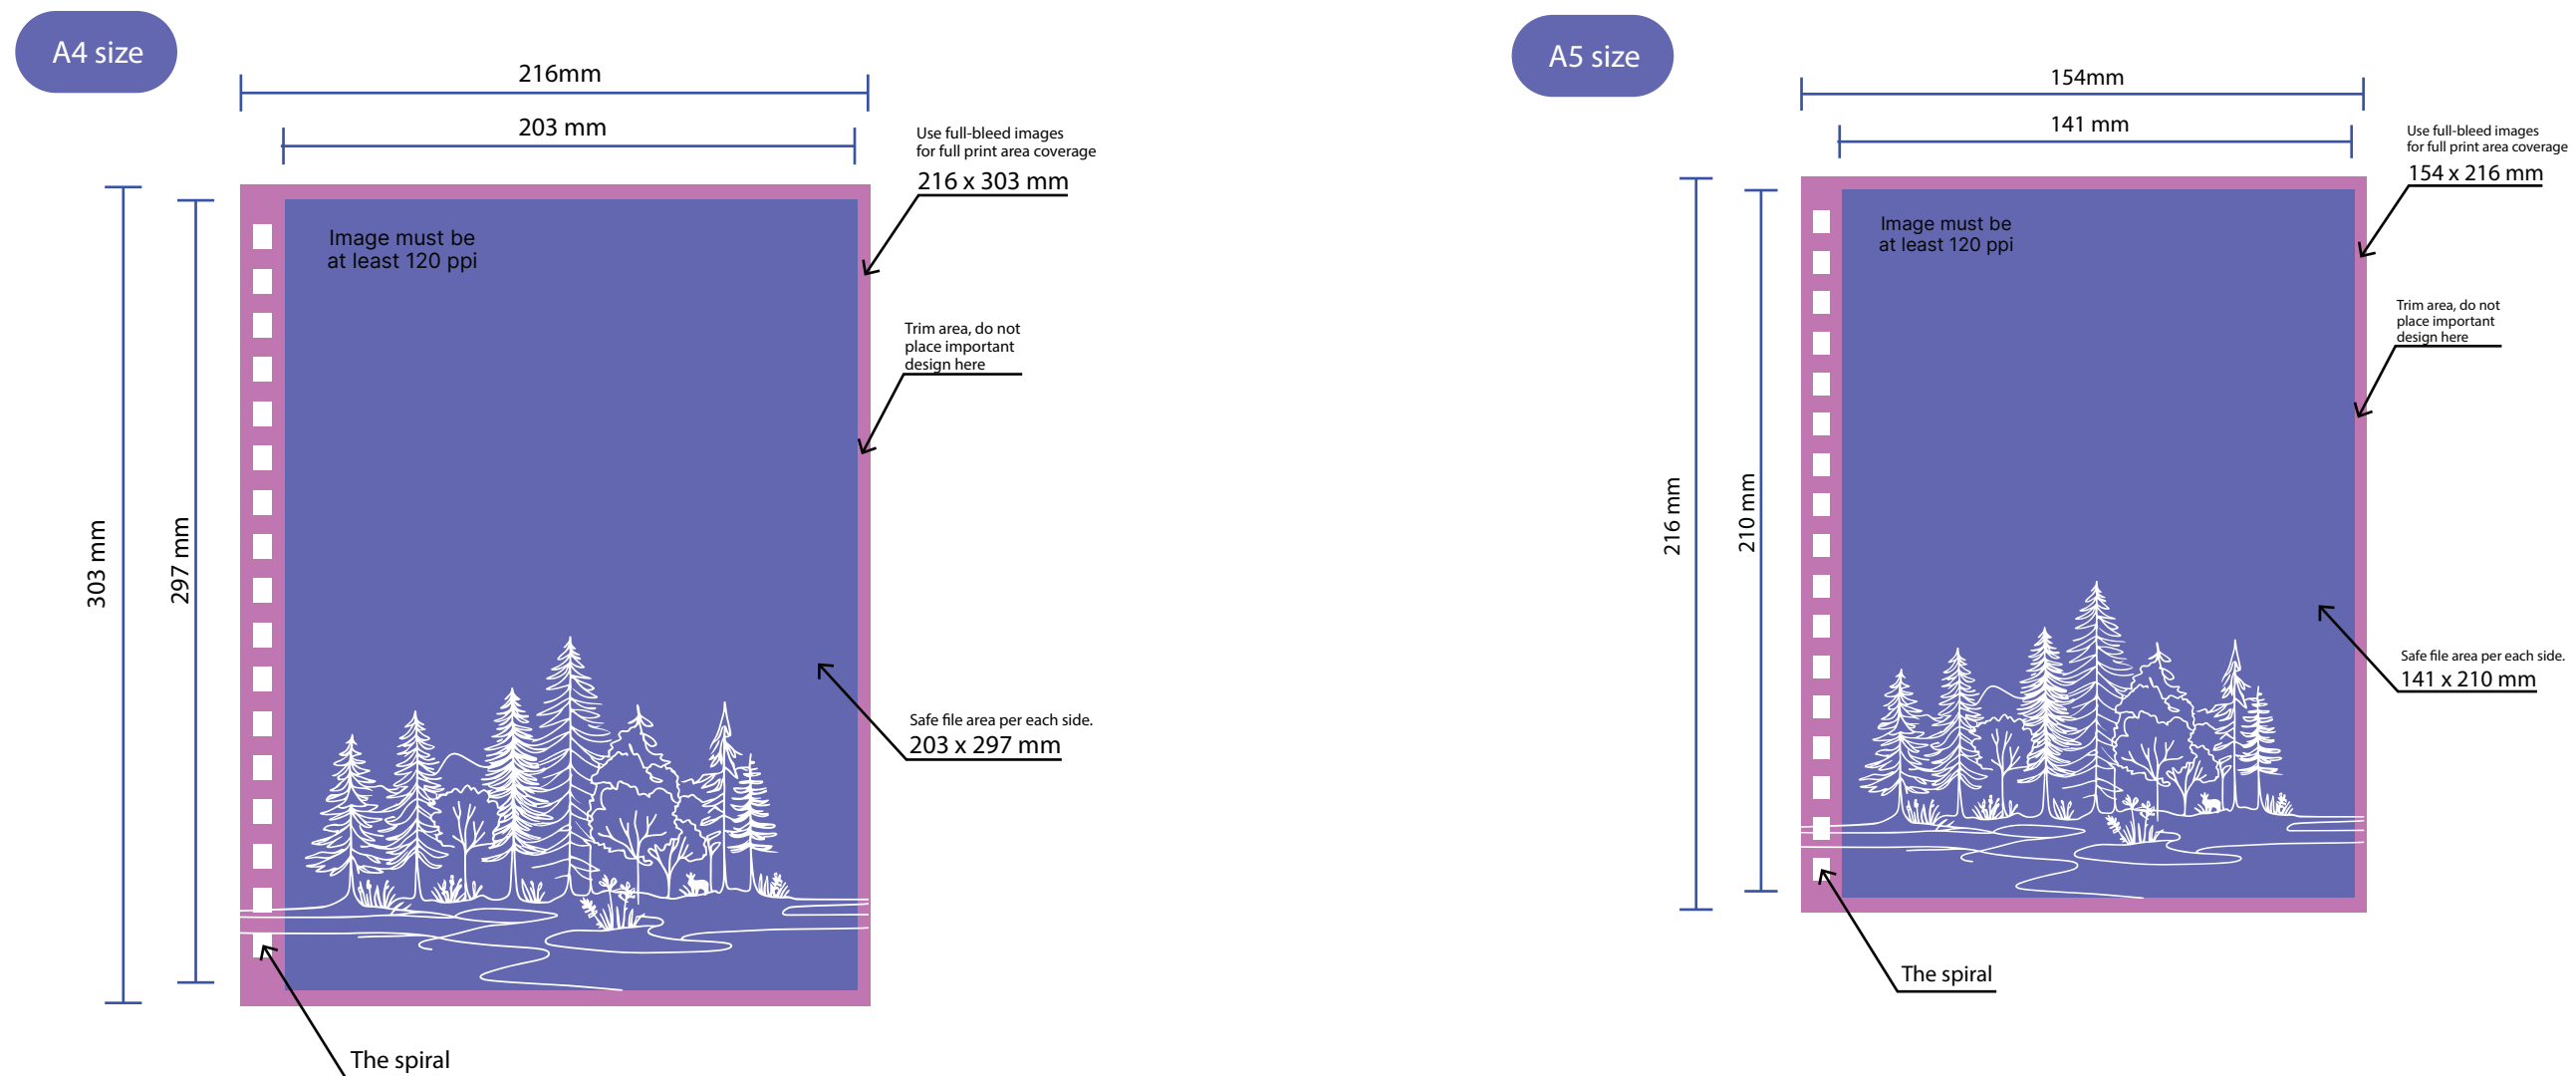 A4 size
216mm
203 mm
Use full-bleed images
for full print area coverage
216 x 303 mm
Image must be
at least 120 ppi
Trim area, do not
place important
design here
303 mm
297 mm
Safe file area per each side.
203 x 297 mm
The spiral
A5 size
154mm
141 mm
Use full-bleed images
for full print area coverage
154 x 216 mm
Image must be
at least 120 ppi
Trim area, do not
place important
design here
216 mm
210 mm
Safe file area per each side.
141 x 210 mm
The spiral